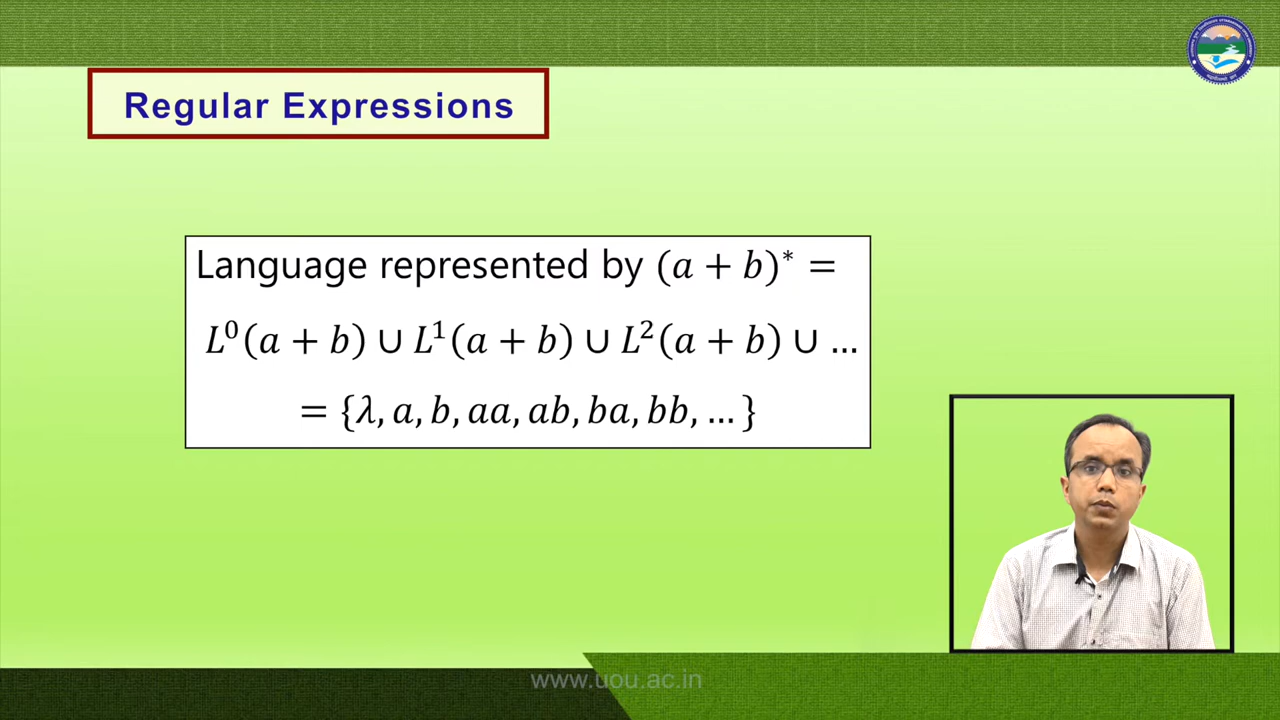 Regular Expressions
Language represented by (𝑎 + 𝑏)* =
𝐿⁰(𝑎 + 𝑏) ∪ 𝐿¹(𝑎 + 𝑏) ∪ 𝐿²(𝑎 + 𝑏) ∪ …
= {𝜆, 𝑎, 𝑏, 𝑎𝑎, 𝑎𝑏, 𝑏𝑎, 𝑏𝑏, … }
www.uou.ac.in